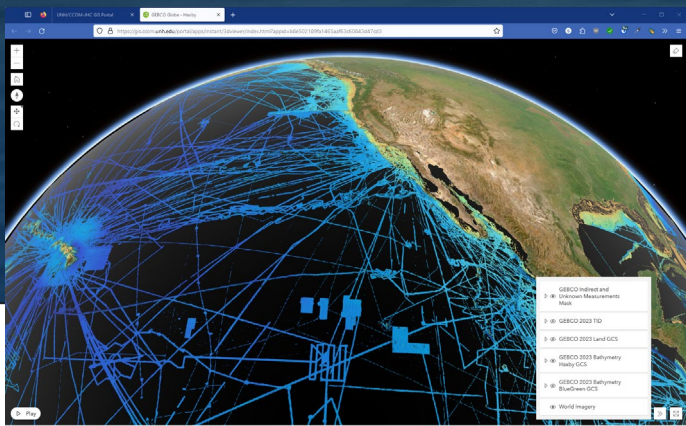 UNH/CCOM-JHC GIS Portal
GEBCO Globe - Haxby
Play
GEBCO Indirect and
Unknown Measurements
Mask
GEBCO 2023 TID
GEBCO 2023 Land GCS
GEBCO 2023 Bathymetry
Haxby GCS
GEBCO 2023 Bathymetry
BlueGreen GCS
World Imagery